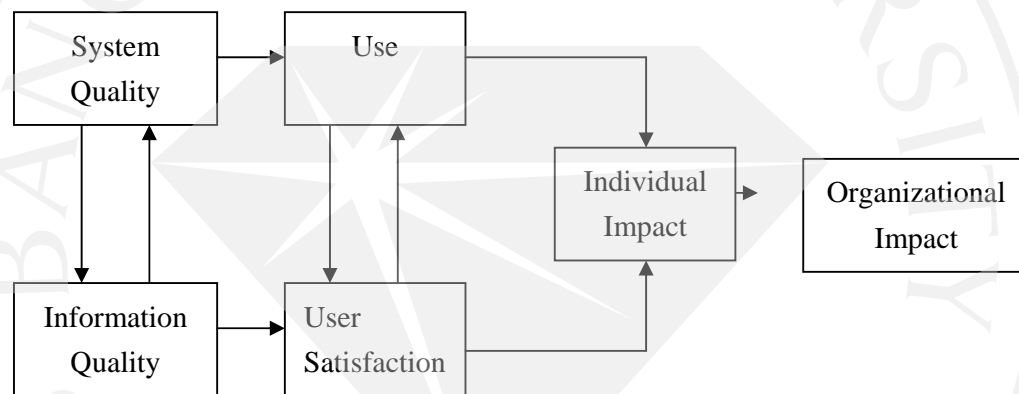 System
Quality
Use
Individual
Impact
Organizational
Impact
Information
Quality
User
Satisfaction